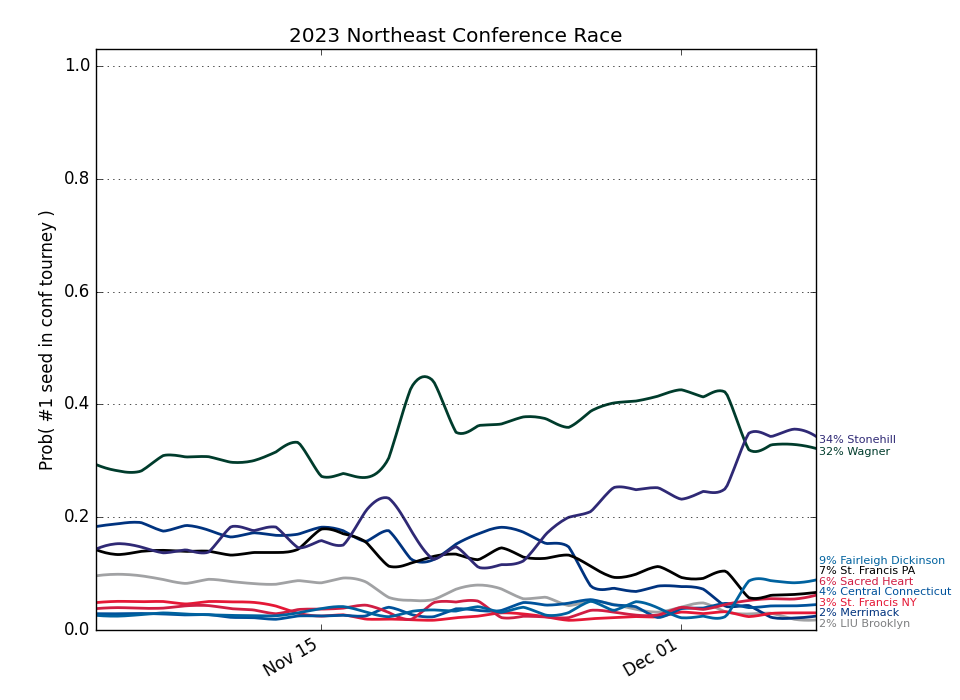 2023 Northeast Conference Race
Prob( #1 seed in conf tourney )
1.0
0.8
0.6
0.4
0.2
0.0
Nov 15
Dec 01
34% Stonehill
32% Wagner
9% Fairleigh Dickinson
7% St. Francis PA
6% Sacred Heart
4% Central Connecticut
3% St. Francis NY
2% Merrimack
2% LIU Brooklyn